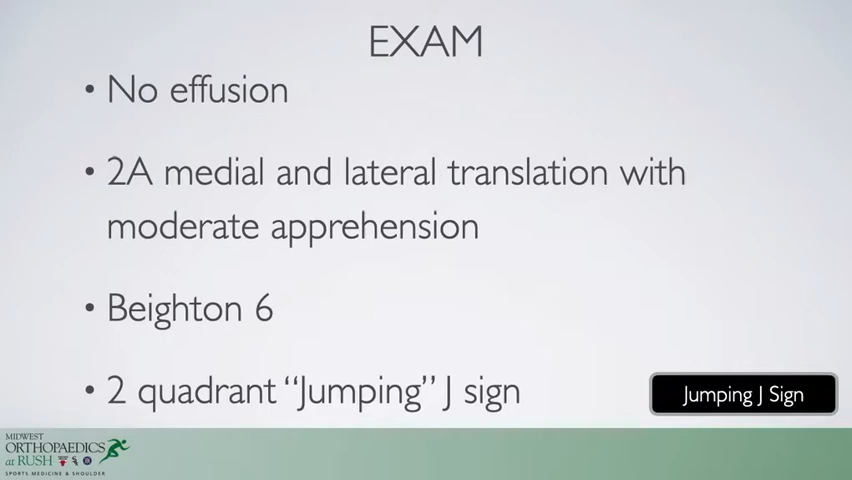 EXAM
• No effusion
• 2A medial and lateral translation with
moderate apprehension
• Beighton 6
• 2 quadrant “Jumping” J sign
Jumping J Sign
MIDWEST
ORTHOPAEDICS
at RUSH
SPORTS MEDICINE & SHOULDER